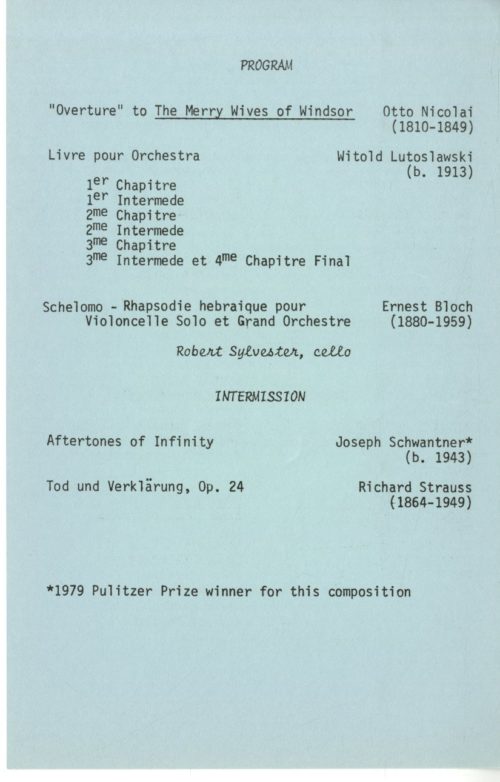 PROGRAM
"Overture" to The Merry Wives of Windsor Otto Nicolai
(1810-1849)
Livre pour Orchestra Witold Lutoslawski
(b. 1913)
1er Chapitre
1er Intermede
2me Chapitre
2me Intermede
3me Chapitre
3me Intermede et 4me Chapitre Final
Schelomo - Rhapsodie hebraique pour Ernest Bloch
Violoncelle Solo et Grand Orchestre (1880-1959)
Robert Sylvester, cello
INTERMISSION
Aftertones of Infinity Joseph Schwantner*
(b. 1943)
Tod und Verklärung, Op. 24 Richard Strauss
(1864-1949)
*1979 Pulitzer Prize winner for this composition